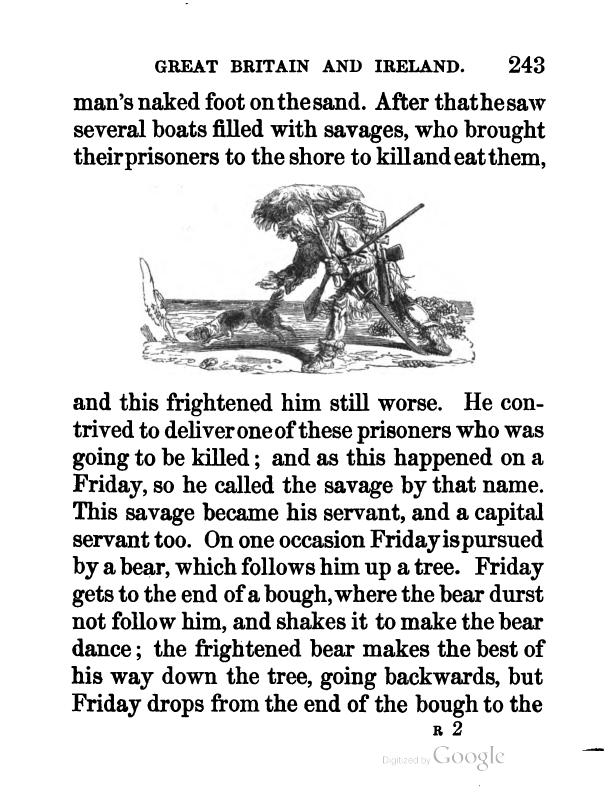 GREAT BRITAIN AND IRELAND. 243
man's naked foot on the sand. After that he saw
several boats filled with savages, who brought
their prisoners to the shore to kill and eat them,
and this frightened him still worse. He con-
trived to deliver one of these prisoners who was
going to be killed; and as this happened on a
Friday, so he called the savage by that name.
This savage became his servant, and a capital
servant too. On one occasion Friday is pursued
by a bear, which follows him up a tree. Friday
gets to the end of a bough, where the bear durst
not follow him, and shakes it to make the bear
dance; the frightened bear makes the best of
his way down the tree, going backwards, but
Friday drops from the end of the bough to the
R 2
Digitized by Google